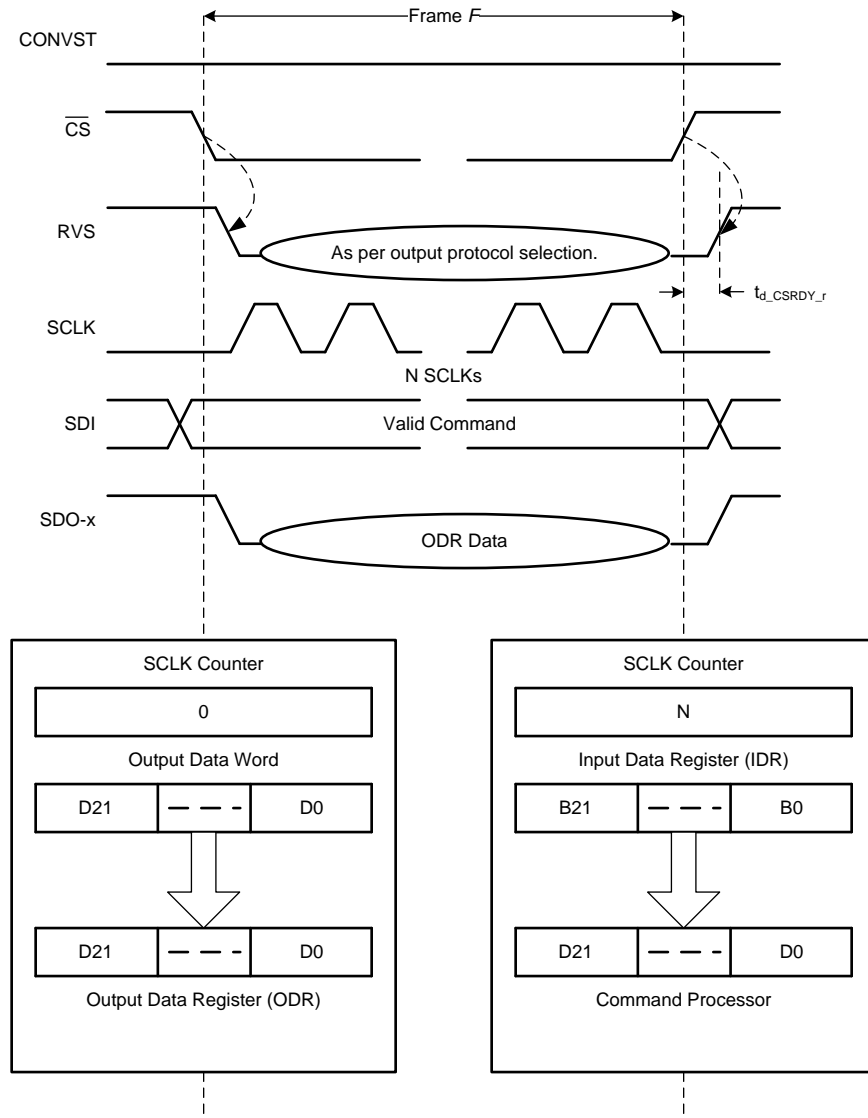 Frame F
CONVST
CS
RVS
As per output protocol selection.
td_CSRDY_r
SCLK
N SCLKs
SDI
Valid Command
SDO-x
ODR Data
SCLK Counter
0
Output Data Word
D21
D0
D21
D0
Output Data Register (ODR)
SCLK Counter
N
Input Data Register (IDR)
B21
B0
D21
D0
Command Processor